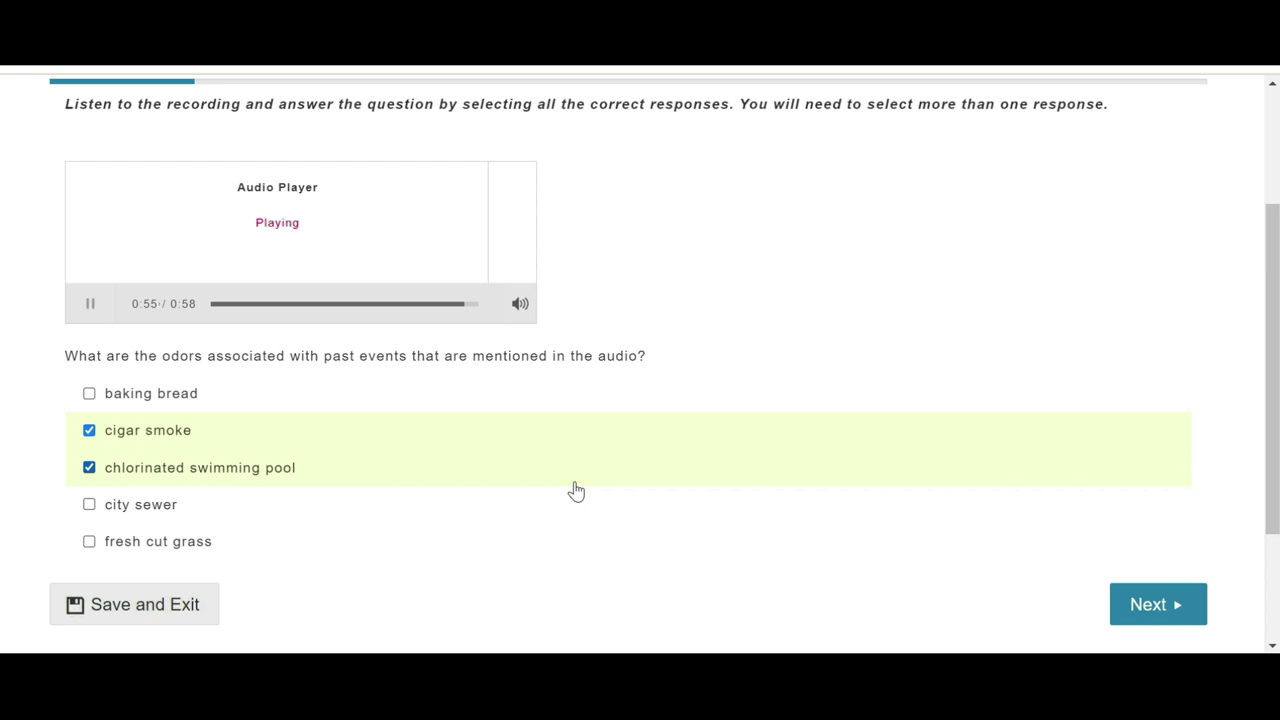 Listen to the recording and answer the question by selecting all the correct responses. You will need to select more than one response.
Audio Player
Playing
0:55 / 0:58
What are the odors associated with past events that are mentioned in the audio?
baking bread
cigar smoke
chlorinated swimming pool
city sewer
fresh cut grass
Save and Exit
Next